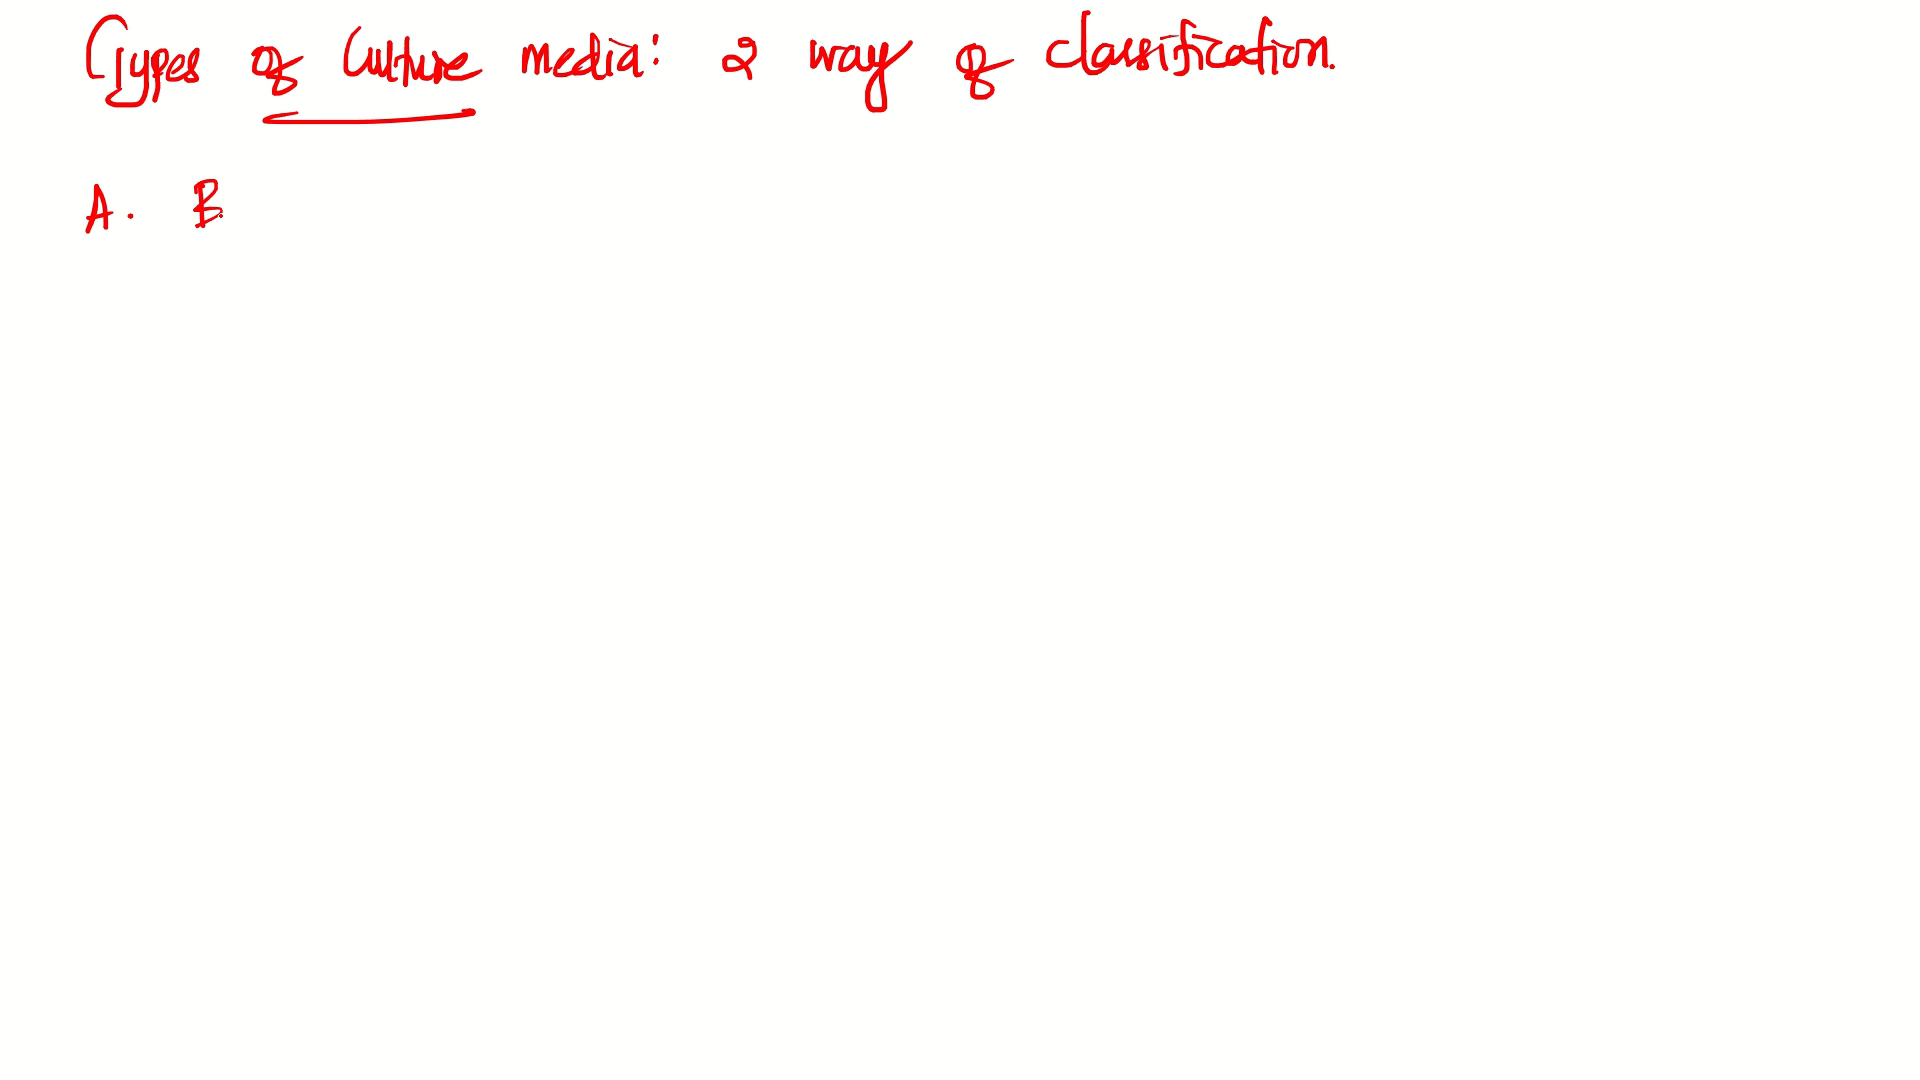 Types of Culture media: 2 way of classification.
A. B